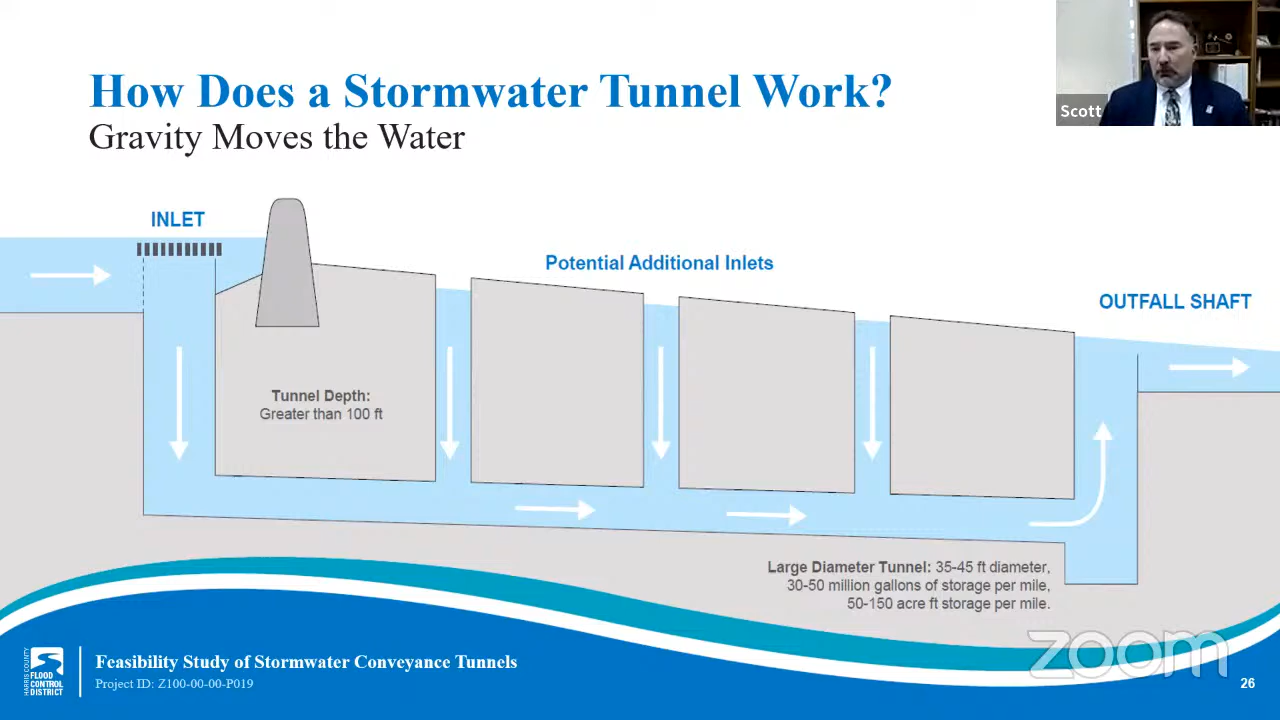 How Does a Stormwater Tunnel Work?
Gravity Moves the Water
Scott
INLET
Potential Additional Inlets
OUTFALL SHAFT
Tunnel Depth:
Greater than 100 ft
Large Diameter Tunnel: 35-45 ft diameter,
30-50 million gallons of storage per mile,
50-150 acre ft storage per mile.
zoom
HARRIS COUNTY
FLOOD
CONTROL
DISTRICT
Feasibility Study of Stormwater Conveyance Tunnels
Project ID: Z100-00-00-P019
26